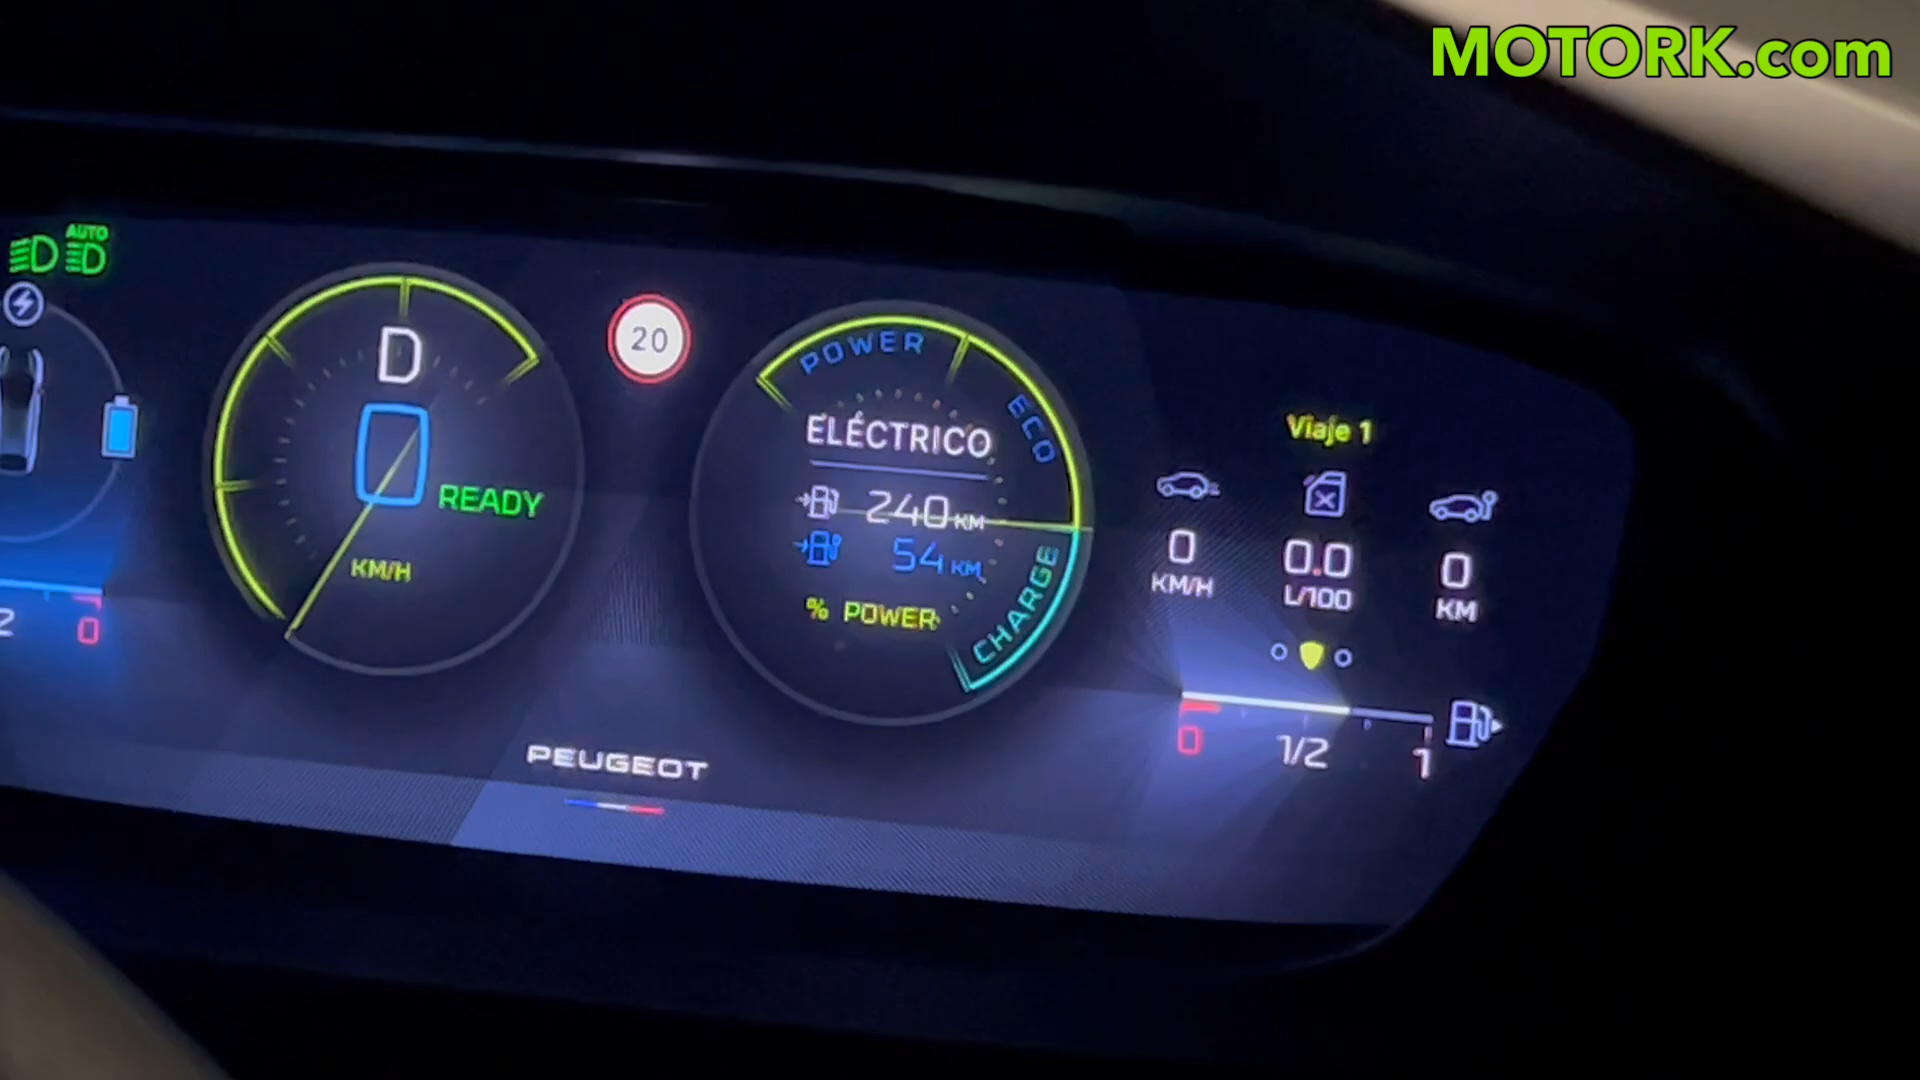 MOTORK.com
AUTO
D
20
0
READY
KM/H
POWER
ECO
CHARGE
ELÉCTRICO
240 KM
54 KM
% POWER
Viaje 1
0
KM/H
0.0
L/100
0
KM
2
0
0
1/2
1
PEUGEOT